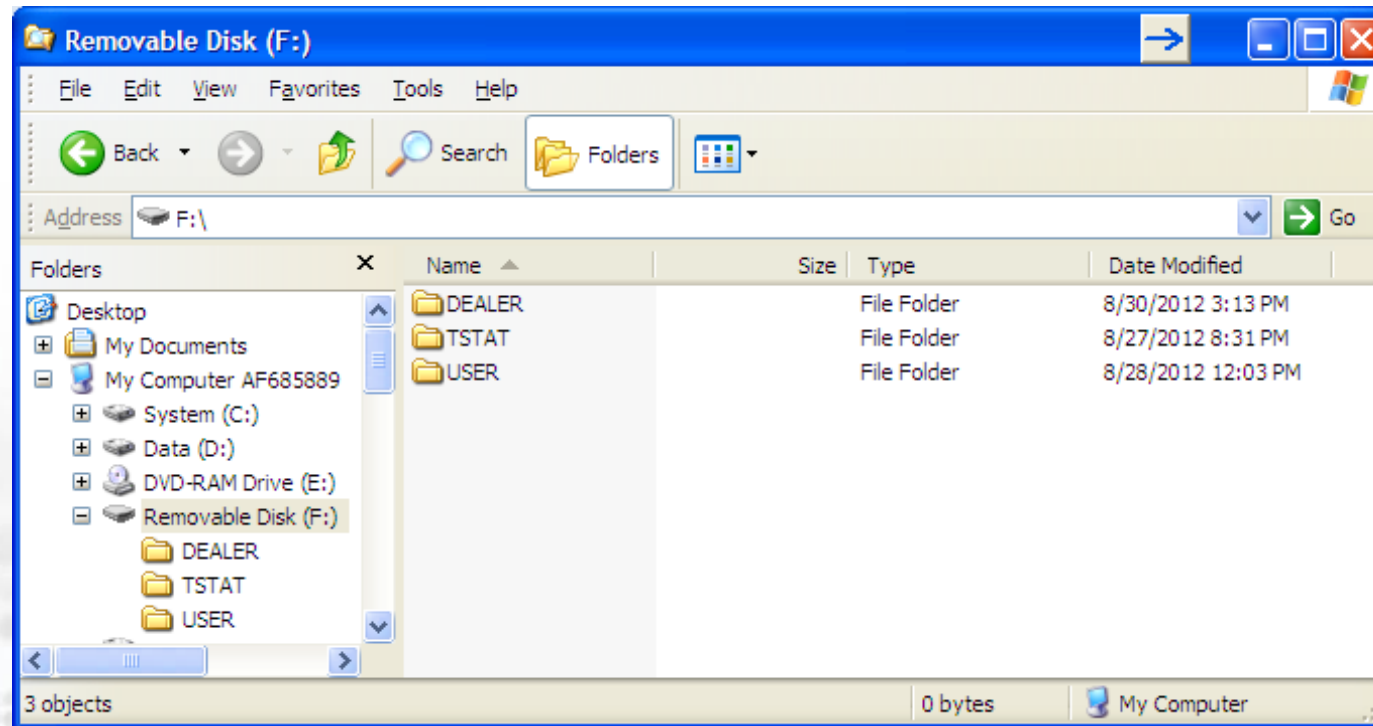 Removable Disk (F:)
File Edit View Favorites Tools Help
Back Search Folders
Address F:\ Go
Folders Name Size Type Date Modified
Desktop
My Documents
My Computer AF685889
System (C:)
Data (D:)
DVD-RAM Drive (E:)
Removable Disk (F:)
DEALER
TSTAT
USER
DEALER File Folder 8/30/2012 3:13 PM
TSTAT File Folder 8/27/2012 8:31 PM
USER File Folder 8/28/2012 12:03 PM
3 objects 0 bytes My Computer